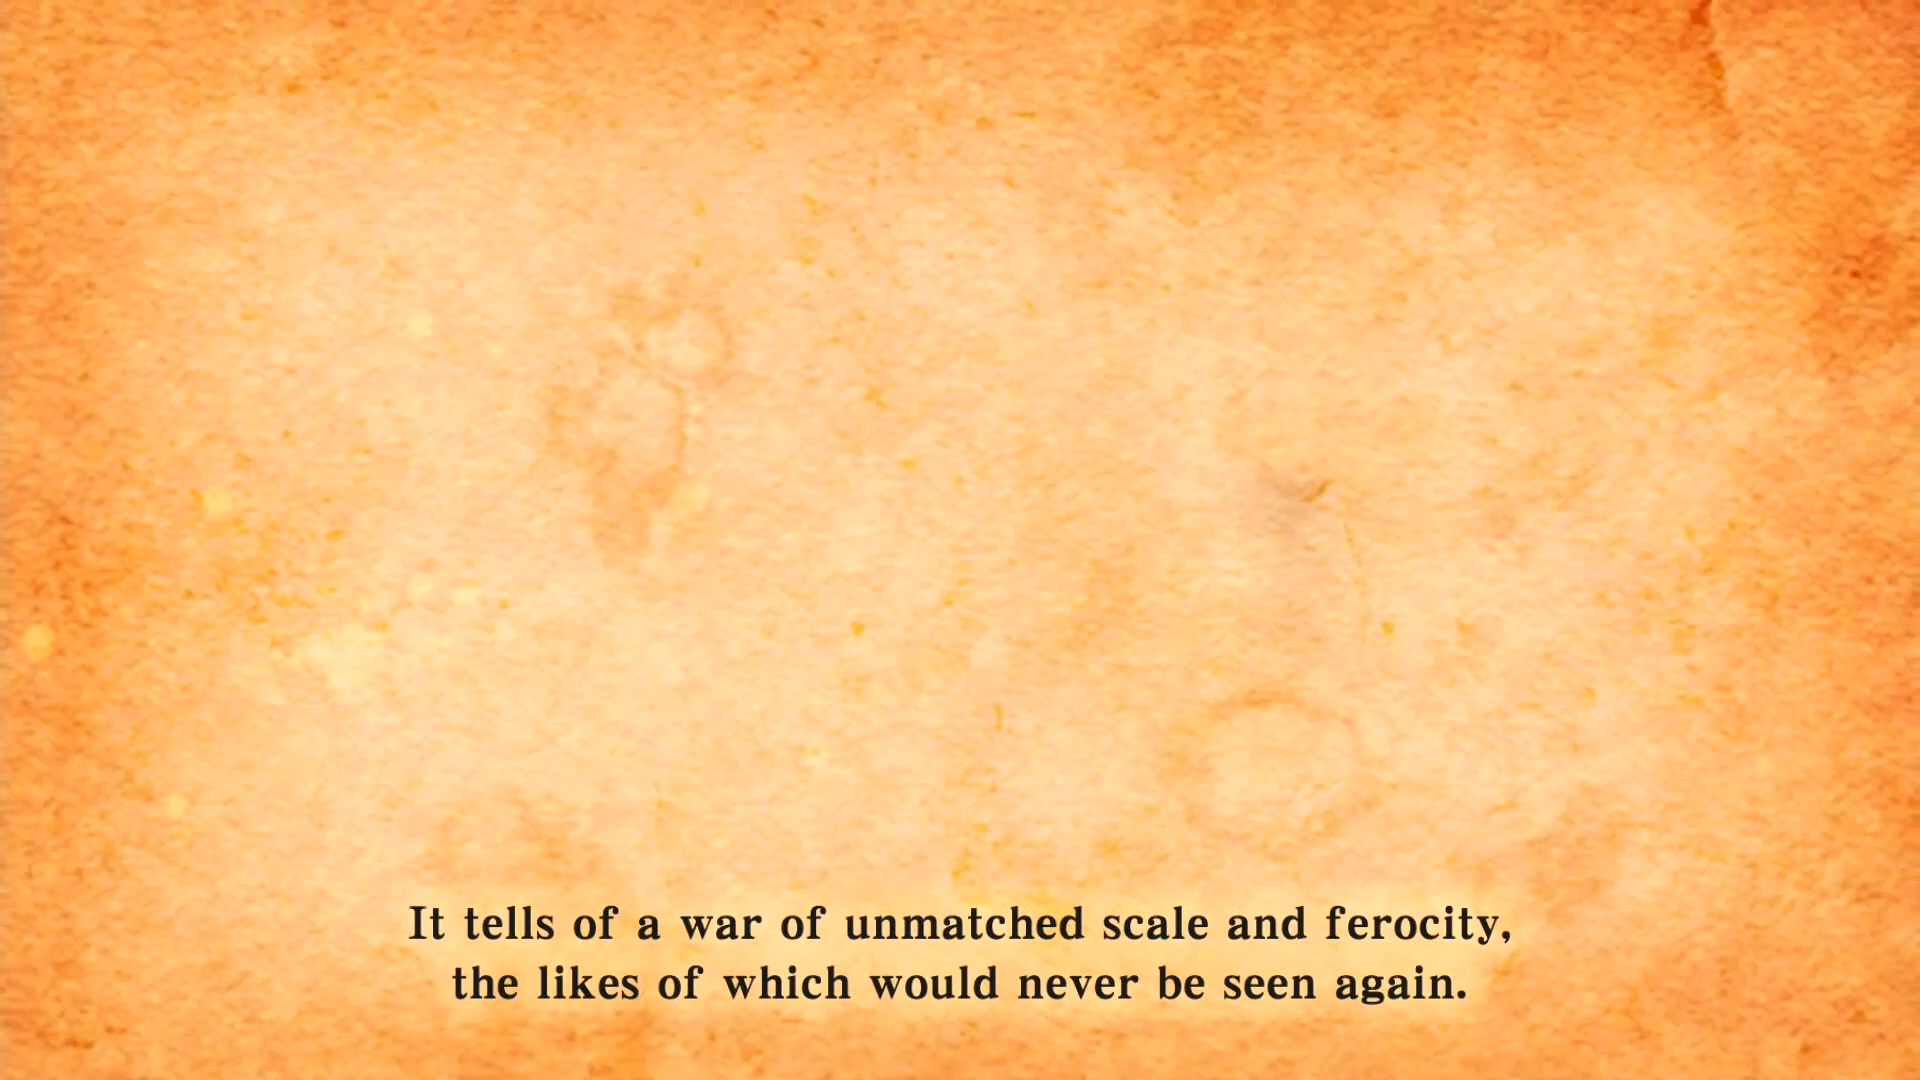 It tells of a war of unmatched scale and ferocity,
the likes of which would never be seen again.